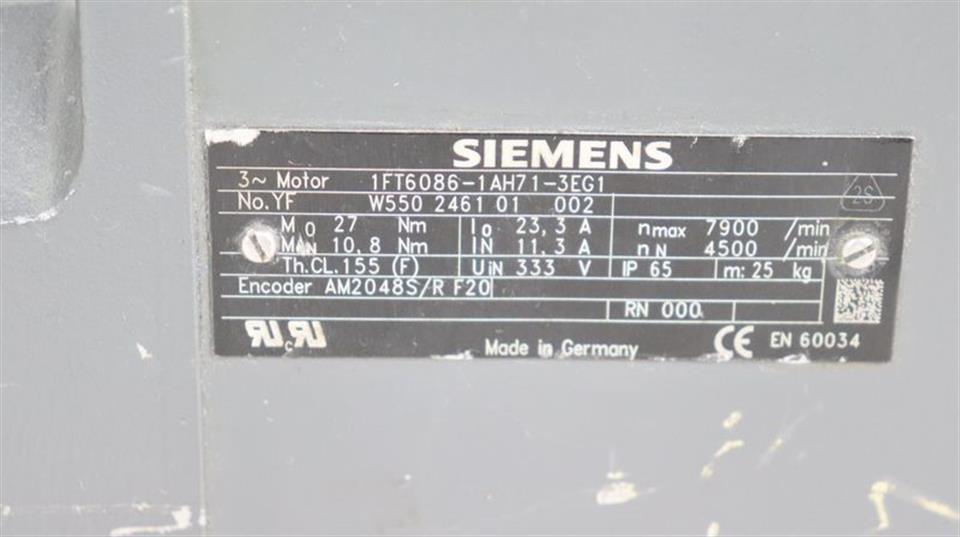 SIEMENS
3~ Motor 1FT6086-1AH71-3EG1
No. YF W550 2461 01 002
M0 27 Nm I0 23,3 A nmax 7900 /min
MN 10,8 Nm IN 11,3 A nN 4500 /min
Th.CL.155 (F) UiN 333 V IP 65 m: 25 kg
Encoder AM2048S/R F20
RN 000
Made in Germany CE EN 60034